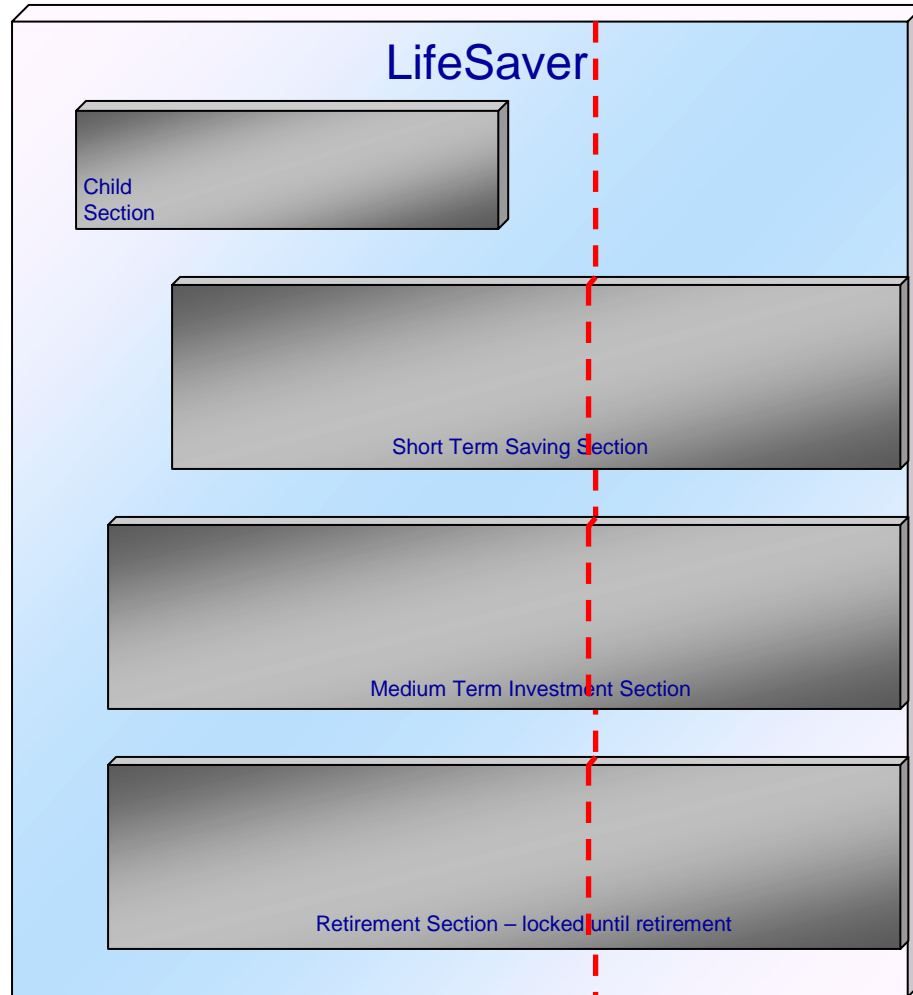 LifeSaver
Child
Section
Short Term Saving Section
Medium Term Investment Section
Retirement Section – locked until retirement